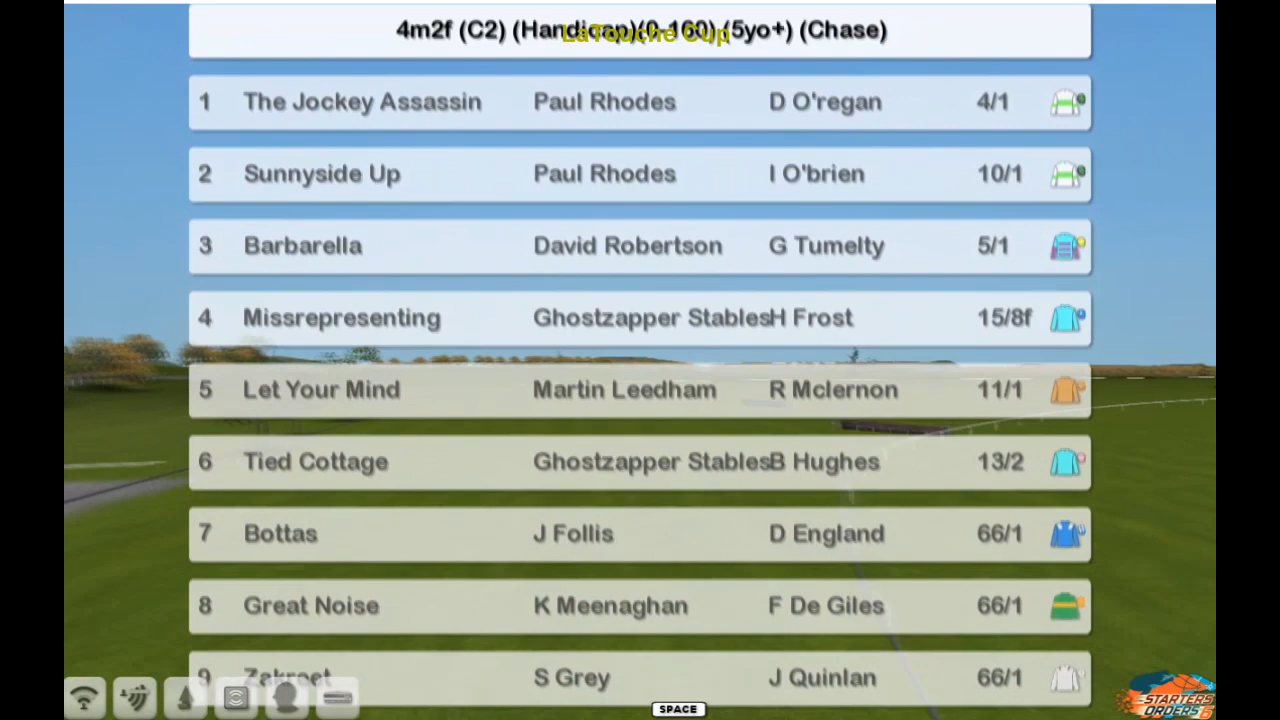 4m2f (C2) (Handicap)(0-160) (5yo+) (Chase)
LaTouche Cup
1 The Jockey Assassin Paul Rhodes D O'regan 4/1
2 Sunnyside Up Paul Rhodes I O'brien 10/1
3 Barbarella David Robertson G Tumelty 5/1
4 Missrepresenting Ghostzapper Stables H Frost 15/8f
5 Let Your Mind Martin Leedham R Mclernon 11/1
6 Tied Cottage Ghostzapper Stables B Hughes 13/2
7 Bottas J Follis D England 66/1
8 Great Noise K Meenaghan F De Giles 66/1
9 Zakreet S Grey J Quinlan 66/1
SPACE
STARTERS
ORDERS 6